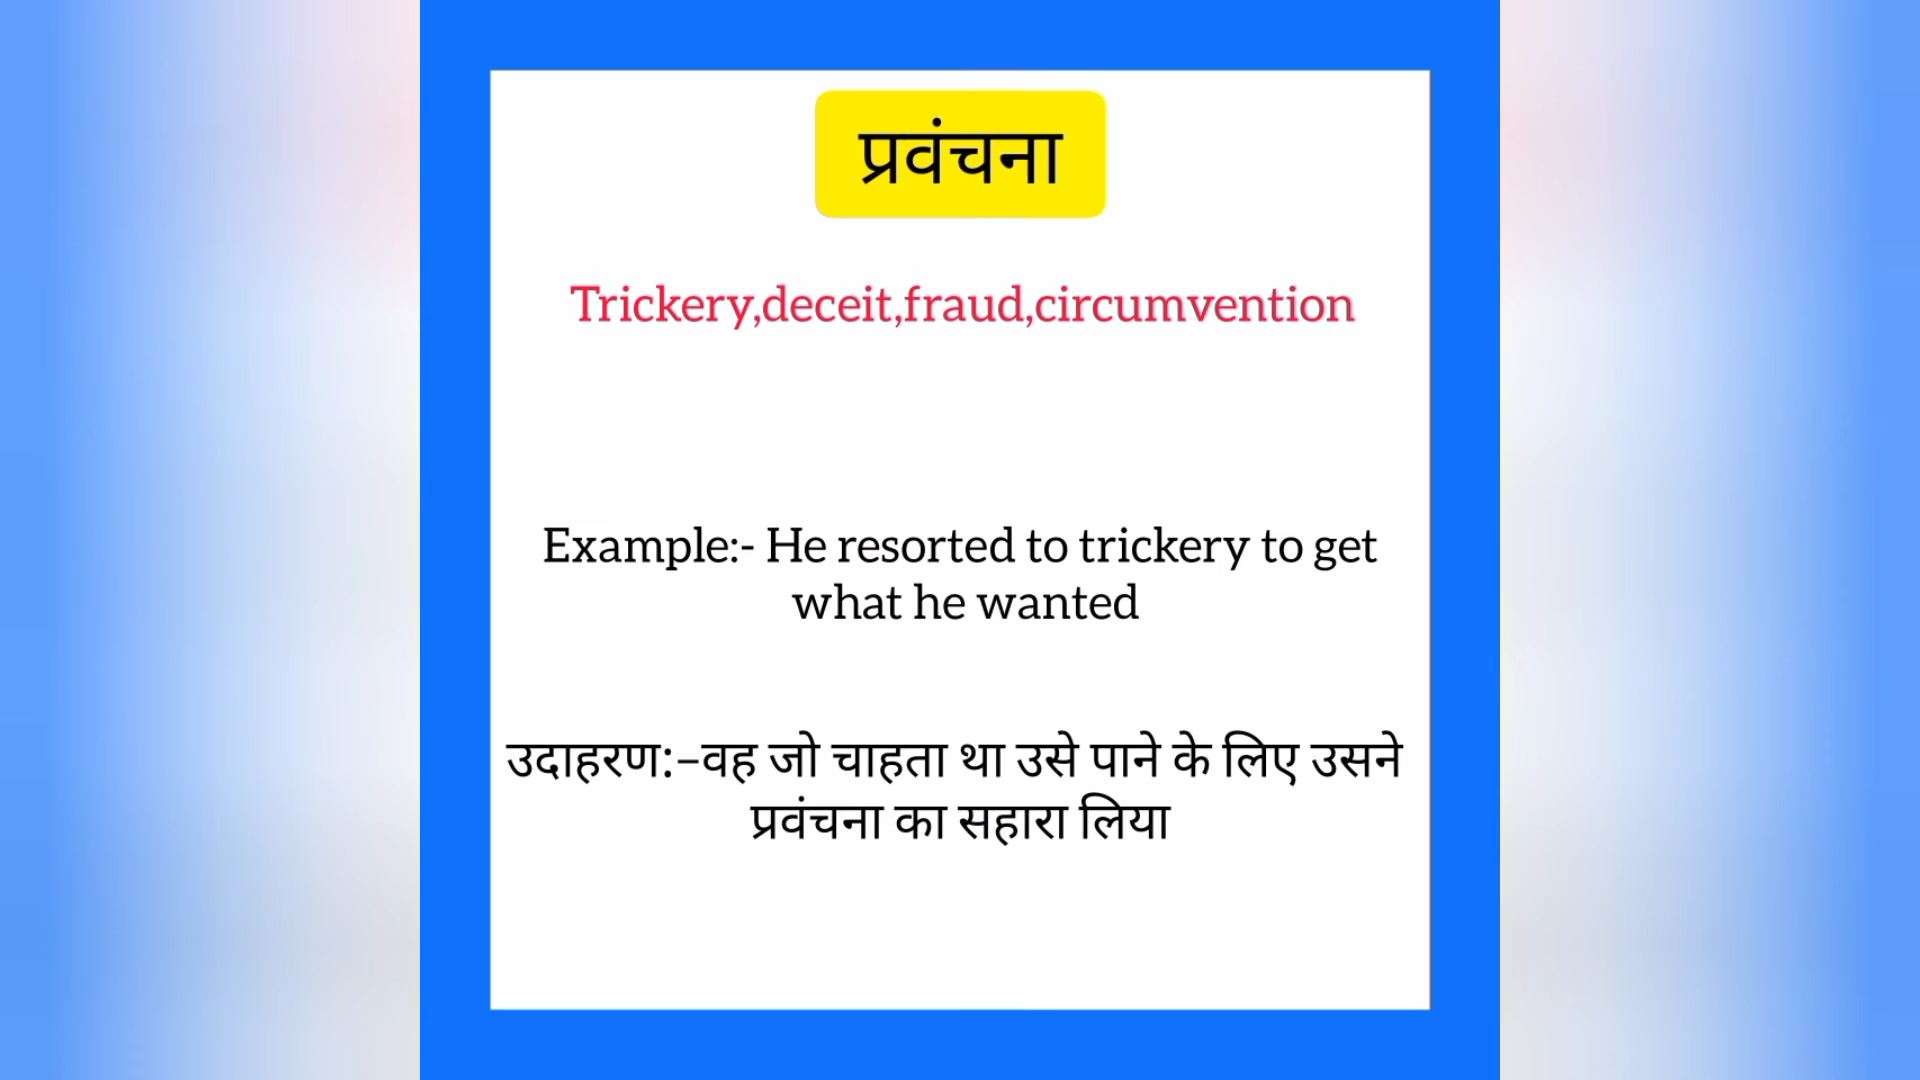 प्रवंचना
Trickery,deceit,fraud,circumvention
Example:- He resorted to trickery to get
what he wanted
उदाहरण:–वह जो चाहता था उसे पाने के लिए उसने
प्रवंचना का सहारा लिया